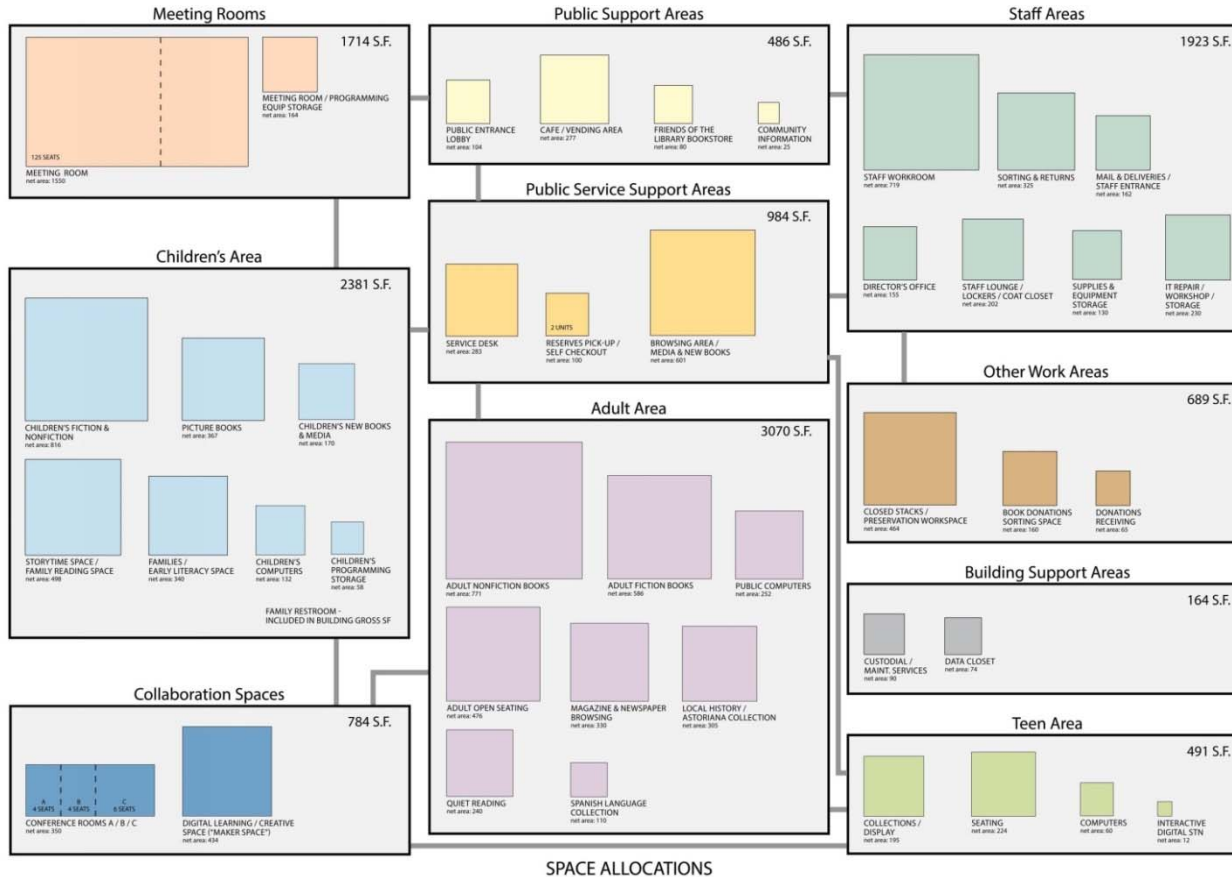 Meeting Rooms
1714 S.F.
125 SEATS
MEETING ROOM
net area: 1550
MEETING ROOM / PROGRAMMING
EQUIP STORAGE
net area: 164
Public Support Areas
486 S.F.
PUBLIC ENTRANCE
LOBBY
net area: 104
CAFE / VENDING AREA
net area: 277
FRIENDS OF THE
LIBRARY BOOKSTORE
net area: 80
COMMUNITY
INFORMATION
net area: 25
Staff Areas
1923 S.F.
STAFF WORKROOM
net area: 719
SORTING & RETURNS
net area: 325
MAIL & DELIVERIES /
STAFF ENTRANCE
net area: 162
DIRECTOR'S OFFICE
net area: 155
STAFF LOUNGE /
LOCKERS / COAT CLOSET
net area: 202
SUPPLIES &
EQUIPMENT
STORAGE
net area: 130
IT REPAIR /
WORKSHOP /
STORAGE
net area: 230
Public Service Support Areas
984 S.F.
SERVICE DESK
net area: 283
2 UNITS
RESERVES PICK-UP /
SELF CHECKOUT
net area: 100
BROWSING AREA /
MEDIA & NEW BOOKS
net area: 601
Children's Area
2381 S.F.
CHILDREN'S FICTION &
NONFICTION
net area: 816
PICTURE BOOKS
net area: 367
CHILDREN'S NEW BOOKS
& MEDIA
net area: 170
STORYTIME SPACE /
FAMILY READING SPACE
net area: 498
FAMILIES /
EARLY LITERACY SPACE
net area: 340
CHILDREN'S
COMPUTERS
net area: 132
CHILDREN'S
PROGRAMMING
STORAGE
net area: 58
FAMILY RESTROOM -
INCLUDED IN BUILDING GROSS SF
Adult Area
3070 S.F.
ADULT NONFICTION BOOKS
net area: 771
ADULT FICTION BOOKS
net area: 586
PUBLIC COMPUTERS
net area: 252
ADULT OPEN SEATING
net area: 476
MAGAZINE & NEWSPAPER
BROWSING
net area: 330
LOCAL HISTORY /
ASTORIANA COLLECTION
net area: 305
QUIET READING
net area: 240
SPANISH LANGUAGE
COLLECTION
net area: 110
Other Work Areas
689 S.F.
CLOSED STACKS /
PRESERVATION WORKSPACE
net area: 464
BOOK DONATIONS
SORTING SPACE
net area: 160
DONATIONS
RECEIVING
net area: 65
Building Support Areas
164 S.F.
CUSTODIAL /
MAINT. SERVICES
net area: 90
DATA CLOSET
net area: 74
Collaboration Spaces
784 S.F.
A
4 SEATS
B
4 SEATS
C
6 SEATS
CONFERENCE ROOMS A / B / C
net area: 350
DIGITAL LEARNING / CREATIVE
SPACE ("MAKER SPACE")
net area: 434
Teen Area
491 S.F.
COLLECTIONS /
DISPLAY
net area: 195
SEATING
net area: 224
COMPUTERS
net area: 60
INTERACTIVE
DIGITAL STN
net area: 12
SPACE ALLOCATIONS